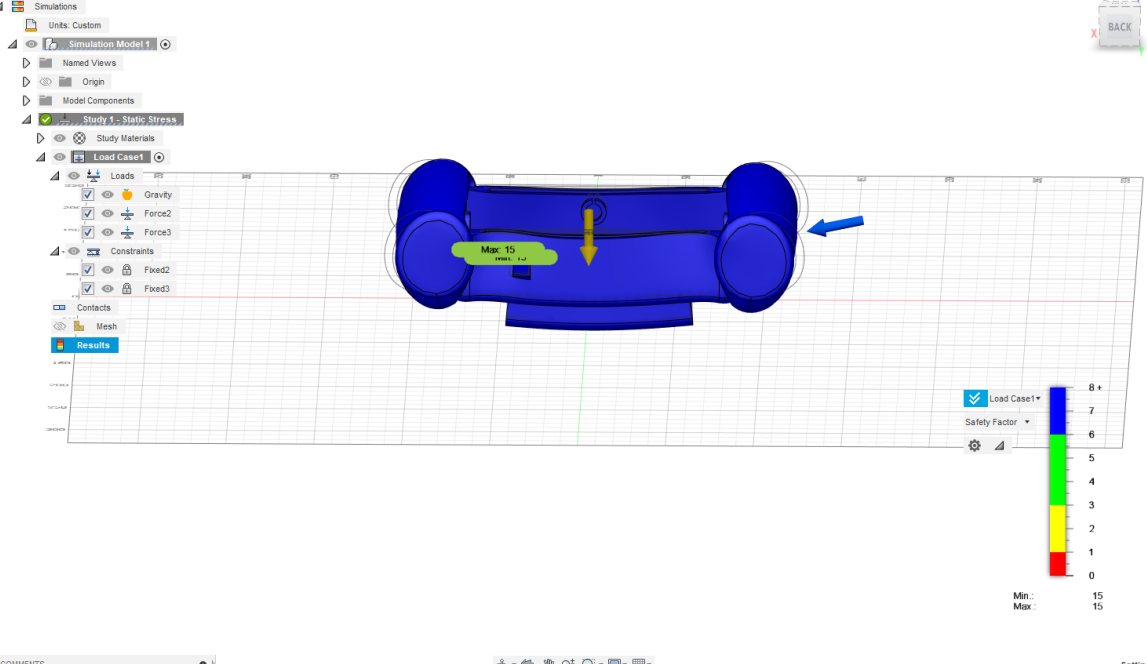 Simulations
Units: Custom
Simulation Model 1
Named Views
Origin
Model Components
Study 1 - Static Stress
Study Materials
Load Case1
Loads
Gravity
Force2
Force3
Constraints
Fixed2
Fixed3
Contacts
Mesh
Results
BACK
X
Max: 15
Load Case1
Safety Factor
8 +
7
6
5
4
3
2
1
0
Min.: 15
Max.: 15
COMMENTS